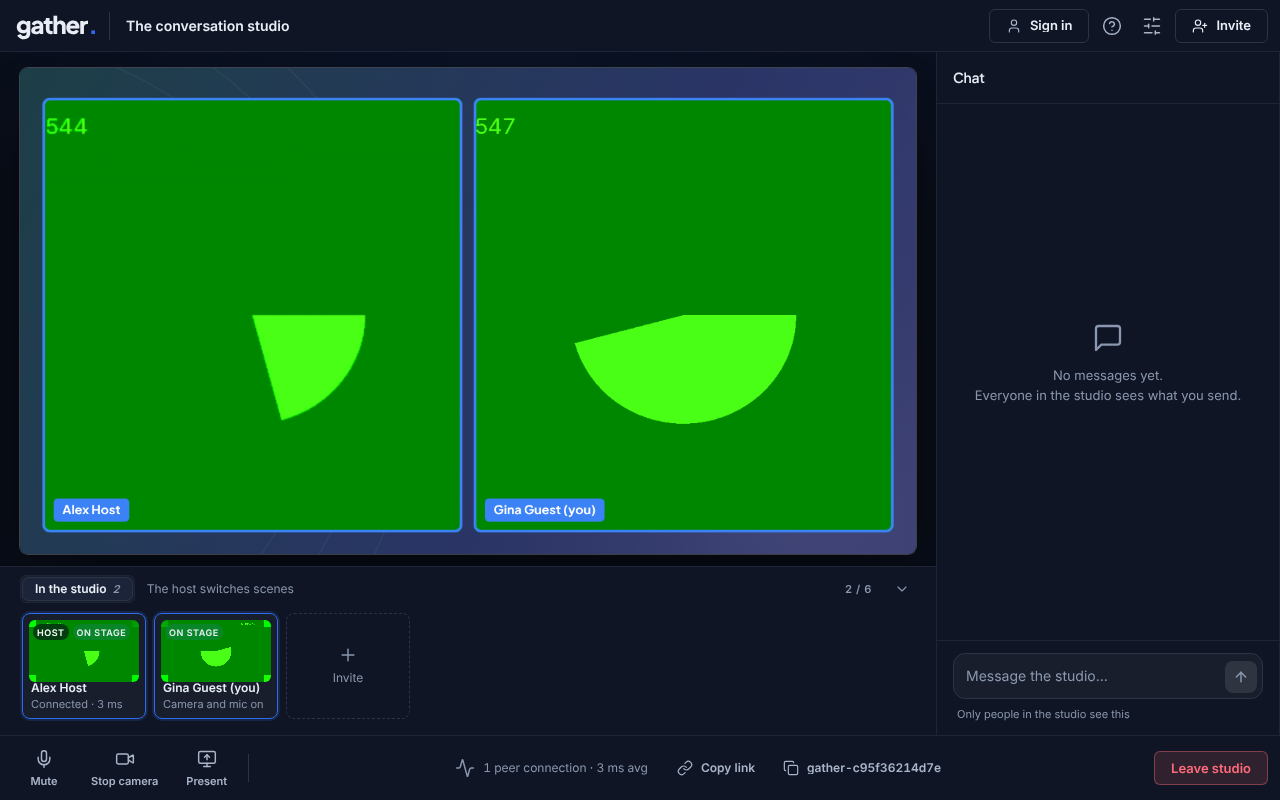 gather.
The conversation studio
Sign in
Invite
544
547
Alex Host
Gina Guest (you)
Chat
No messages yet.
Everyone in the studio sees what you send.
In the studio 2
The host switches scenes
2 / 6
HOST
ON STAGE
Alex Host
Connected · 3 ms
ON STAGE
Gina Guest (you)
Camera and mic on
Invite
Message the studio...
Only people in the studio see this
Mute
Stop camera
Present
1 peer connection · 3 ms avg
Copy link
gather-c95f36214d7e
Leave studio